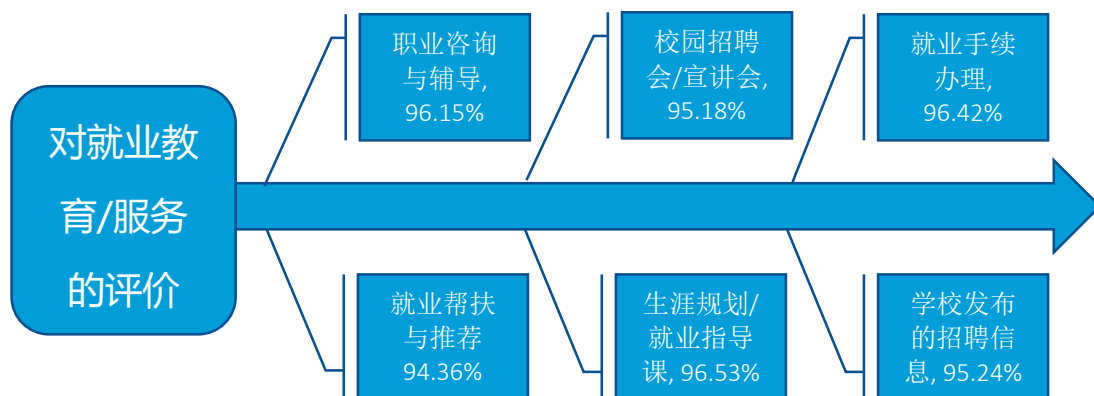 对就业教
育/服务
的评价
职业咨询
与辅导,
96.15%
校园招聘
会/宣讲会,
95.18%
就业手续
办理,
96.42%
就业帮扶
与推荐
94.36%
生涯规划/
就业指导
课, 96.53%
学校发布
的招聘信
息, 95.24%